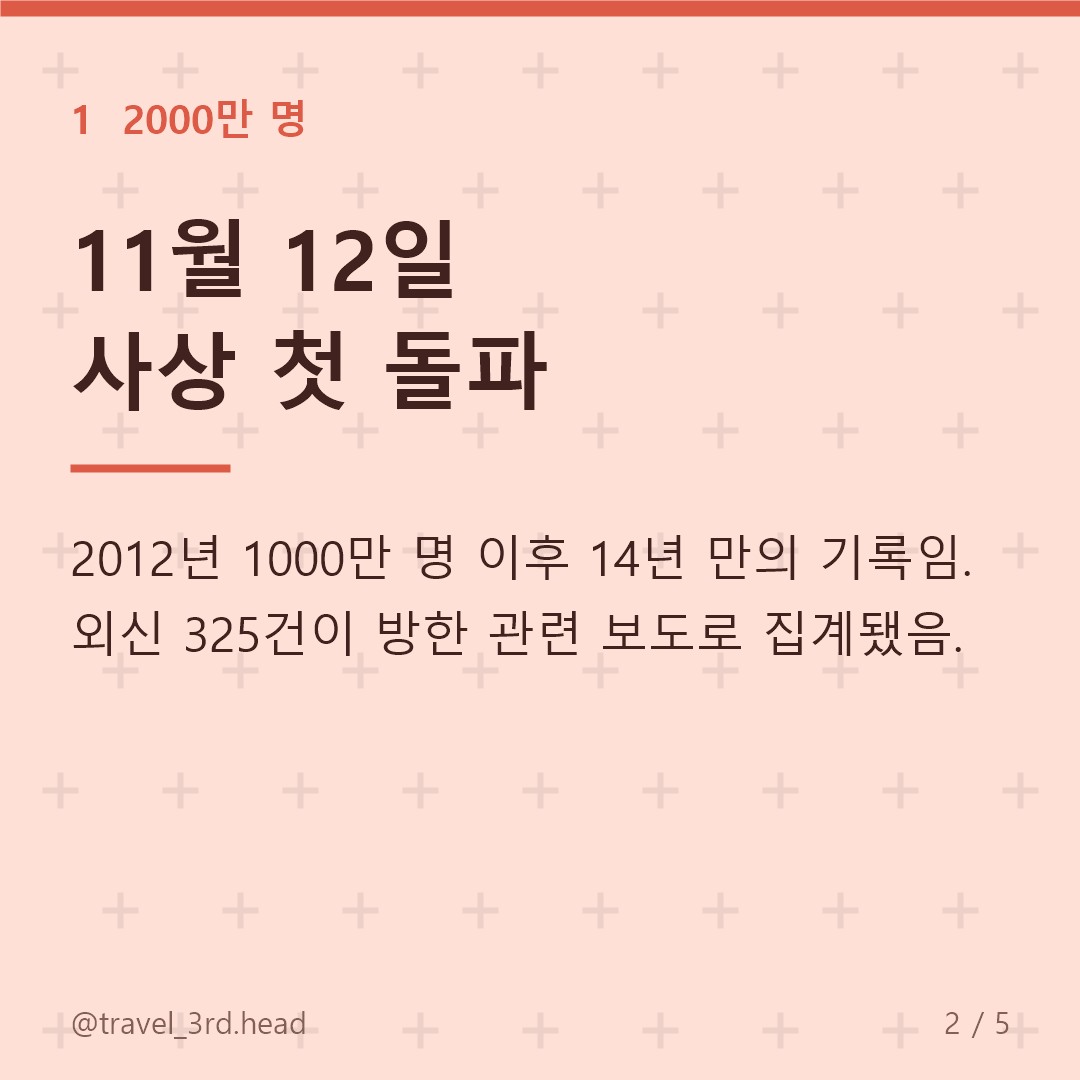 1 2000만 명
11월 12일
사상 첫 돌파
2012년 1000만 명 이후 14년 만의 기록임.
외신 325건이 방한 관련 보도로 집계됐음.
@travel_3rd.head
2 / 5